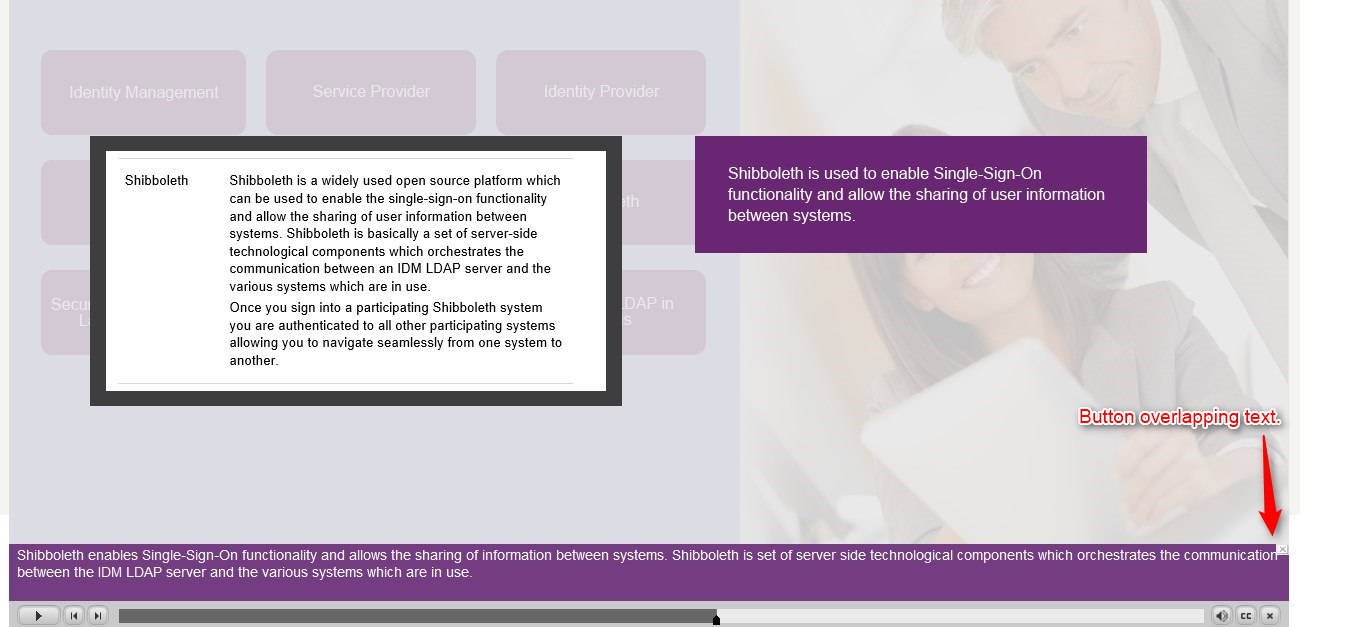 Identity Management
Service Provider
Identity Provider
Shibboleth
Shibboleth is a widely used open source platform which
can be used to enable the single-sign-on functionality
and allow the sharing of user information between
systems. Shibboleth is basically a set of server-side
technological components which orchestrates the
communication between an IDM LDAP server and the
various systems which are in use.
Once you sign into a participating Shibboleth system
you are authenticated to all other participating systems
allowing you to navigate seamlessly from one system to
another.
Shibboleth is used to enable Single-Sign-On
functionality and allow the sharing of user information
between systems.
LDAP in
Button overlapping text.
Shibboleth enables Single-Sign-On functionality and allows the sharing of information between systems. Shibboleth is set of server side technological components which orchestrates the communication
between the IDM LDAP server and the various systems which are in use.
CC